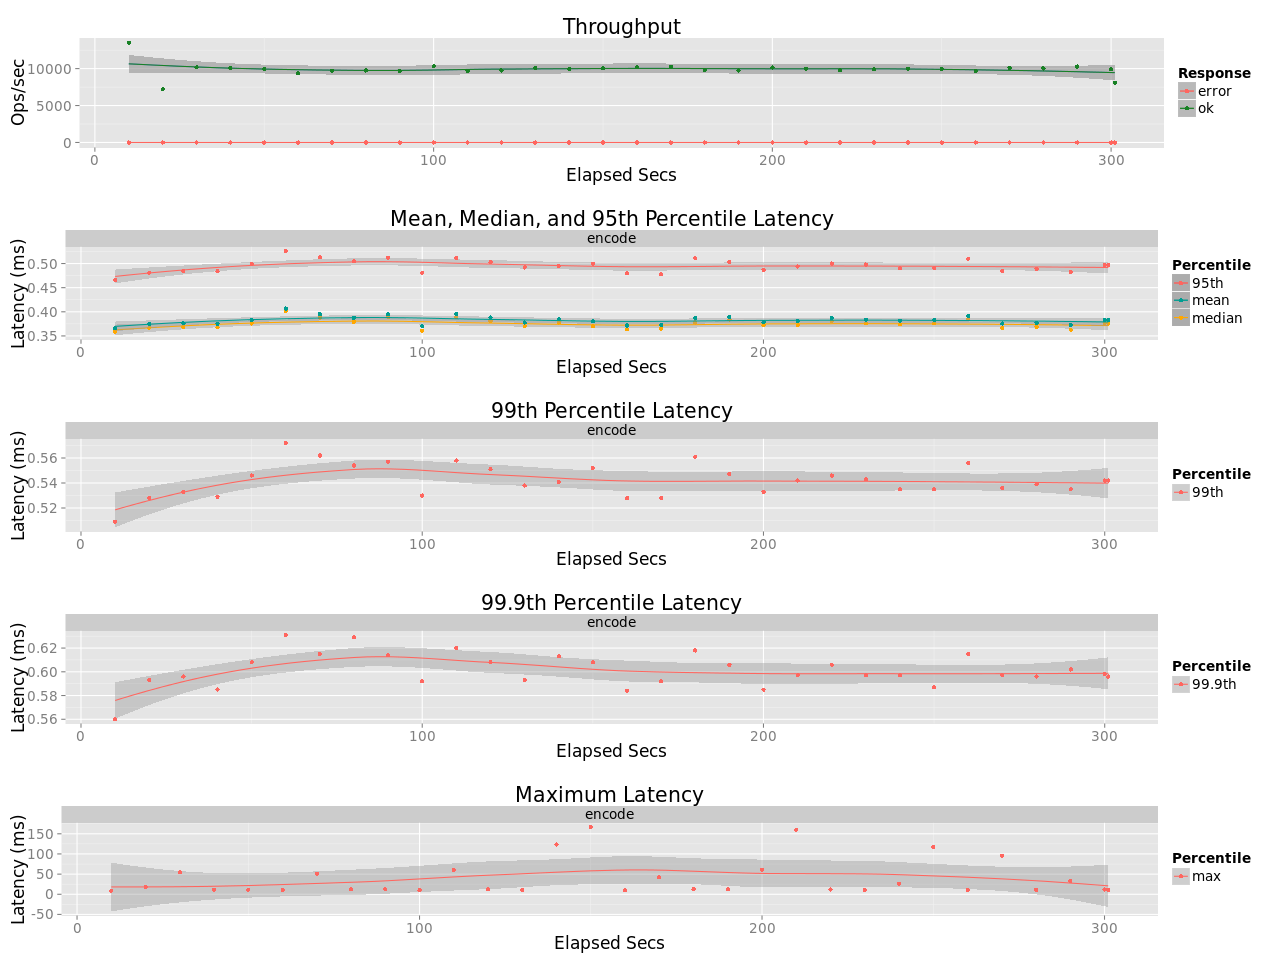 Throughput
Ops/sec
10000
5000
0
0 100 200 300
Elapsed Secs
Response
error
ok
Mean, Median, and 95th Percentile Latency
encode
Latency (ms)
0.50
0.45
0.40
0.35
0 100 200 300
Elapsed Secs
Percentile
95th
mean
median
99th Percentile Latency
encode
Latency (ms)
0.56
0.54
0.52
0 100 200 300
Elapsed Secs
Percentile
99th
99.9th Percentile Latency
encode
Latency (ms)
0.62
0.60
0.58
0.56
0 100 200 300
Elapsed Secs
Percentile
99.9th
Maximum Latency
encode
Latency (ms)
150
100
50
0
-50
0 100 200 300
Elapsed Secs
Percentile
max